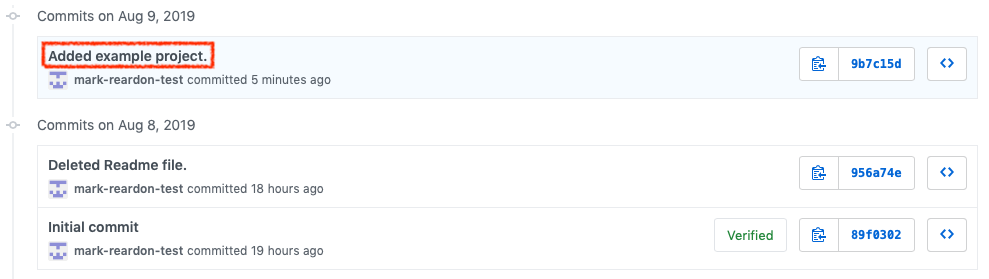 Commits on Aug 9, 2019
Added example project.
mark-reardon-test committed 5 minutes ago
9b7c15d
Commits on Aug 8, 2019
Deleted Readme file.
mark-reardon-test committed 18 hours ago
956a74e
Initial commit
mark-reardon-test committed 19 hours ago
Verified
89f0302